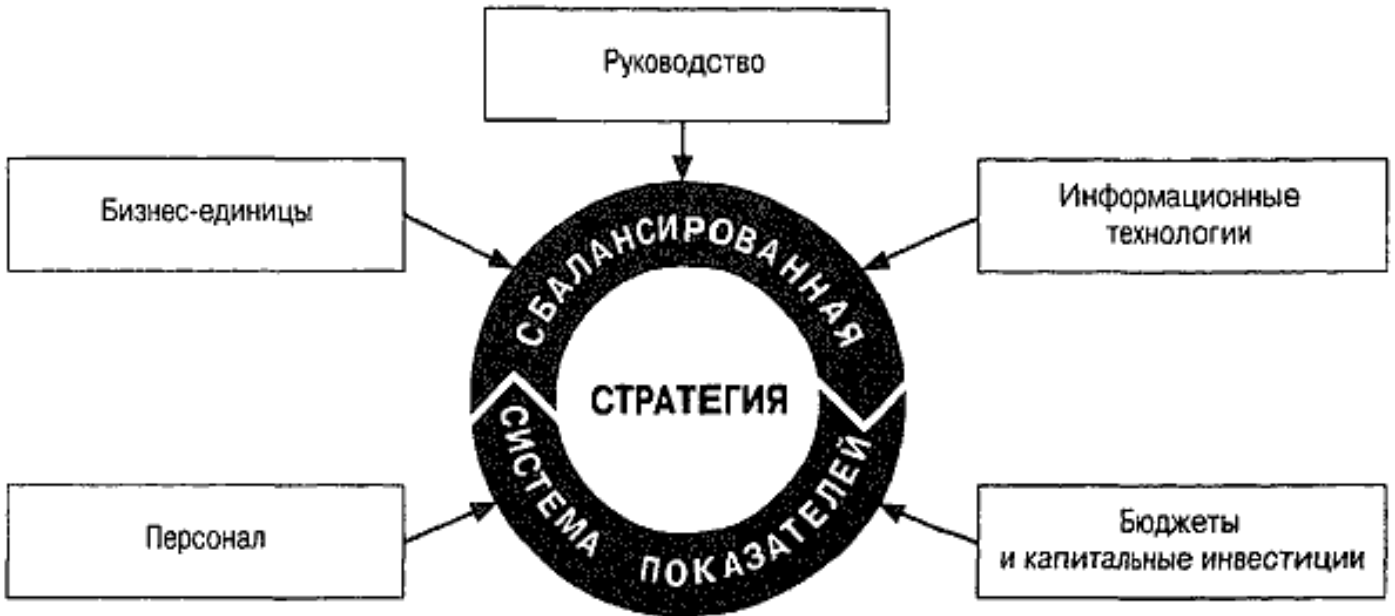 Руководство
Бизнес-единицы
Информационные
технологии
СБАЛАНСИРОВАННАЯ
СТРАТЕГИЯ
СИСТЕМА ПОКАЗАТЕЛЕЙ
Персонал
Бюджеты
и капитальные инвестиции